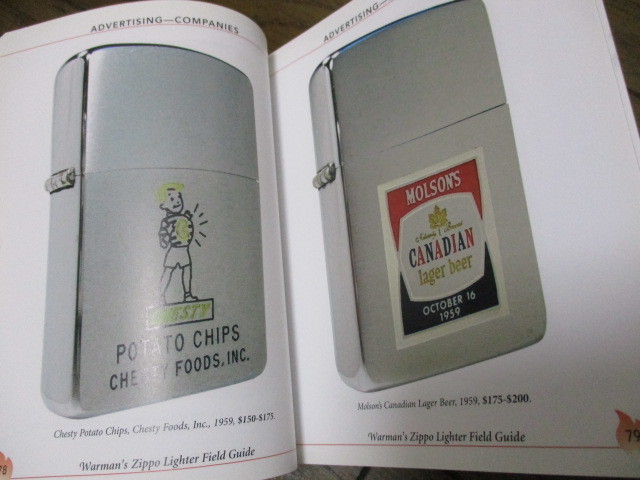 ADVERTISING—COMPANIES
CHESTY
POTATO CHIPS
CHESTY FOODS, INC.
Chesty Potato Chips, Chesty Foods, Inc., 1959, $150-$175.
78
Warman's Zippo Lighter Field Guide
ADVERTISING—
MOLSON'S
CANADIAN
lager beer
OCTOBER 16
1959
Molson's Canadian Lager Beer, 1959, $175-$200.
Warman's Zippo Lighter Field Guide
79